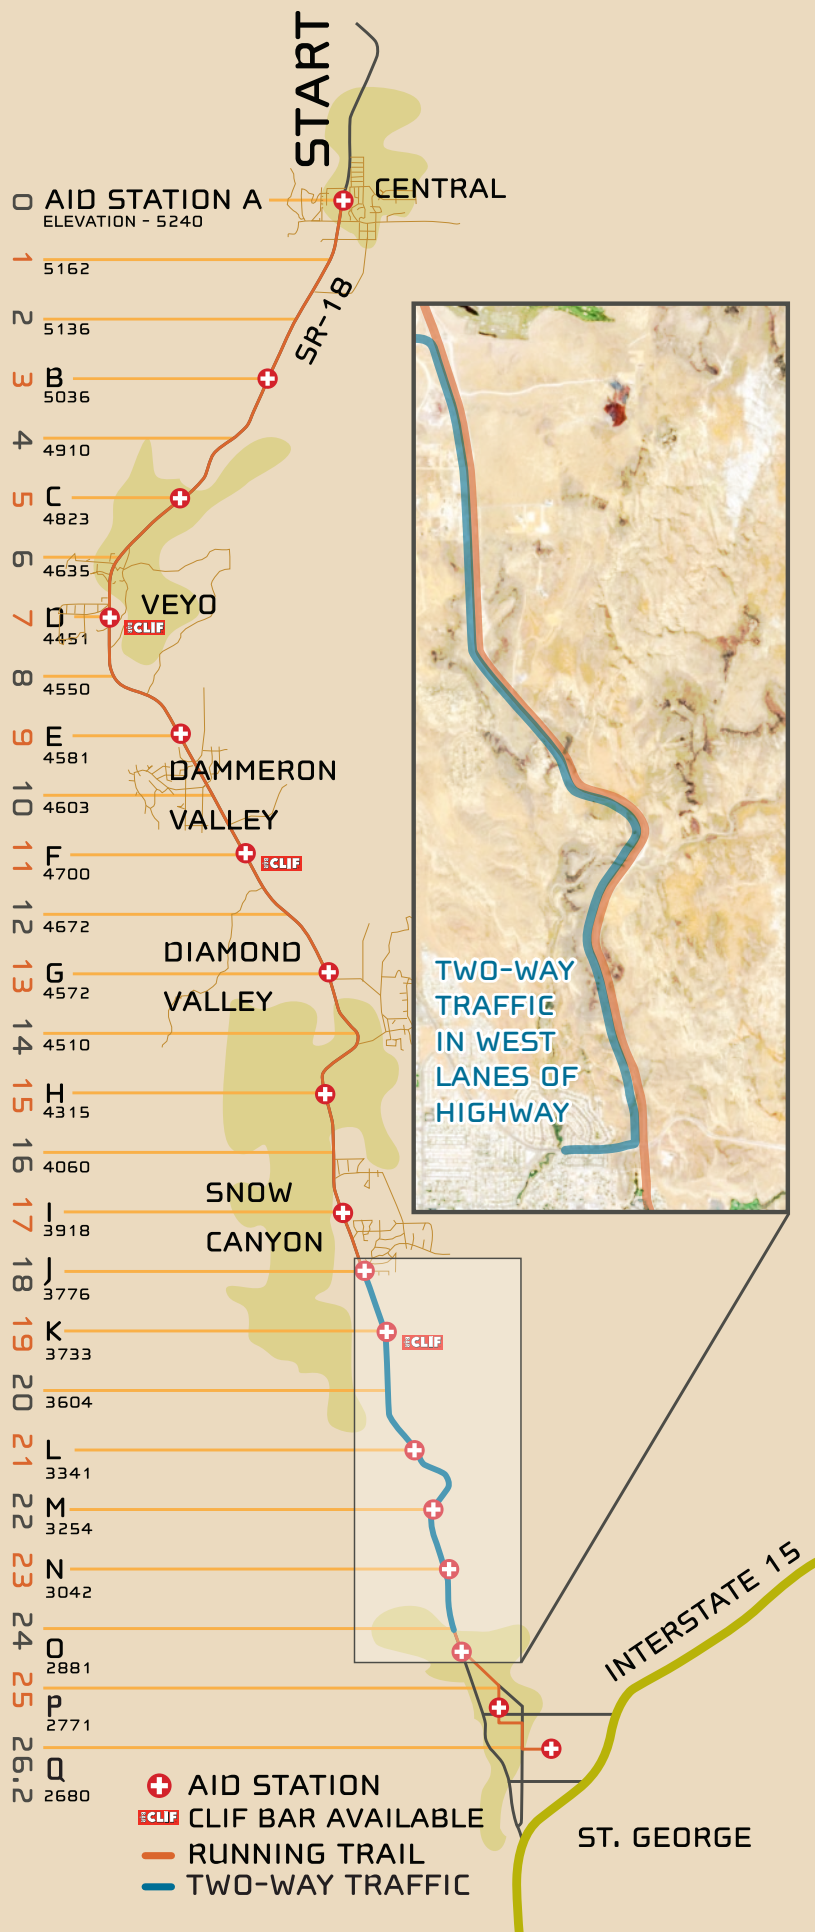 START
0 AID STATION A
ELEVATION - 5240
CENTRAL
1
5162
SR-18
2
5136
3 B
5036
4
4910
5 C
4823
6
4635
VEYO
7 D
CLIF
4451
8
4550
9 E
4581
DAMMERON
VALLEY
10
4603
11 F
CLIF
4700
12
4672
DIAMOND
VALLEY
13 G
4572
14
4510
15 H
4315
16
4060
SNOW
CANYON
17 I
3918
18 J
3776
19 K
CLIF
3733
20
3604
21 L
3341
22 M
3254
23 N
3042
24
O
2881
25
P
2771
26.2
Q
2680
TWO-WAY
TRAFFIC
IN WEST
LANES OF
HIGHWAY
INTERSTATE 15
ST. GEORGE
AID STATION
CLIF CLIF BAR AVAILABLE
RUNNING TRAIL
TWO-WAY TRAFFIC